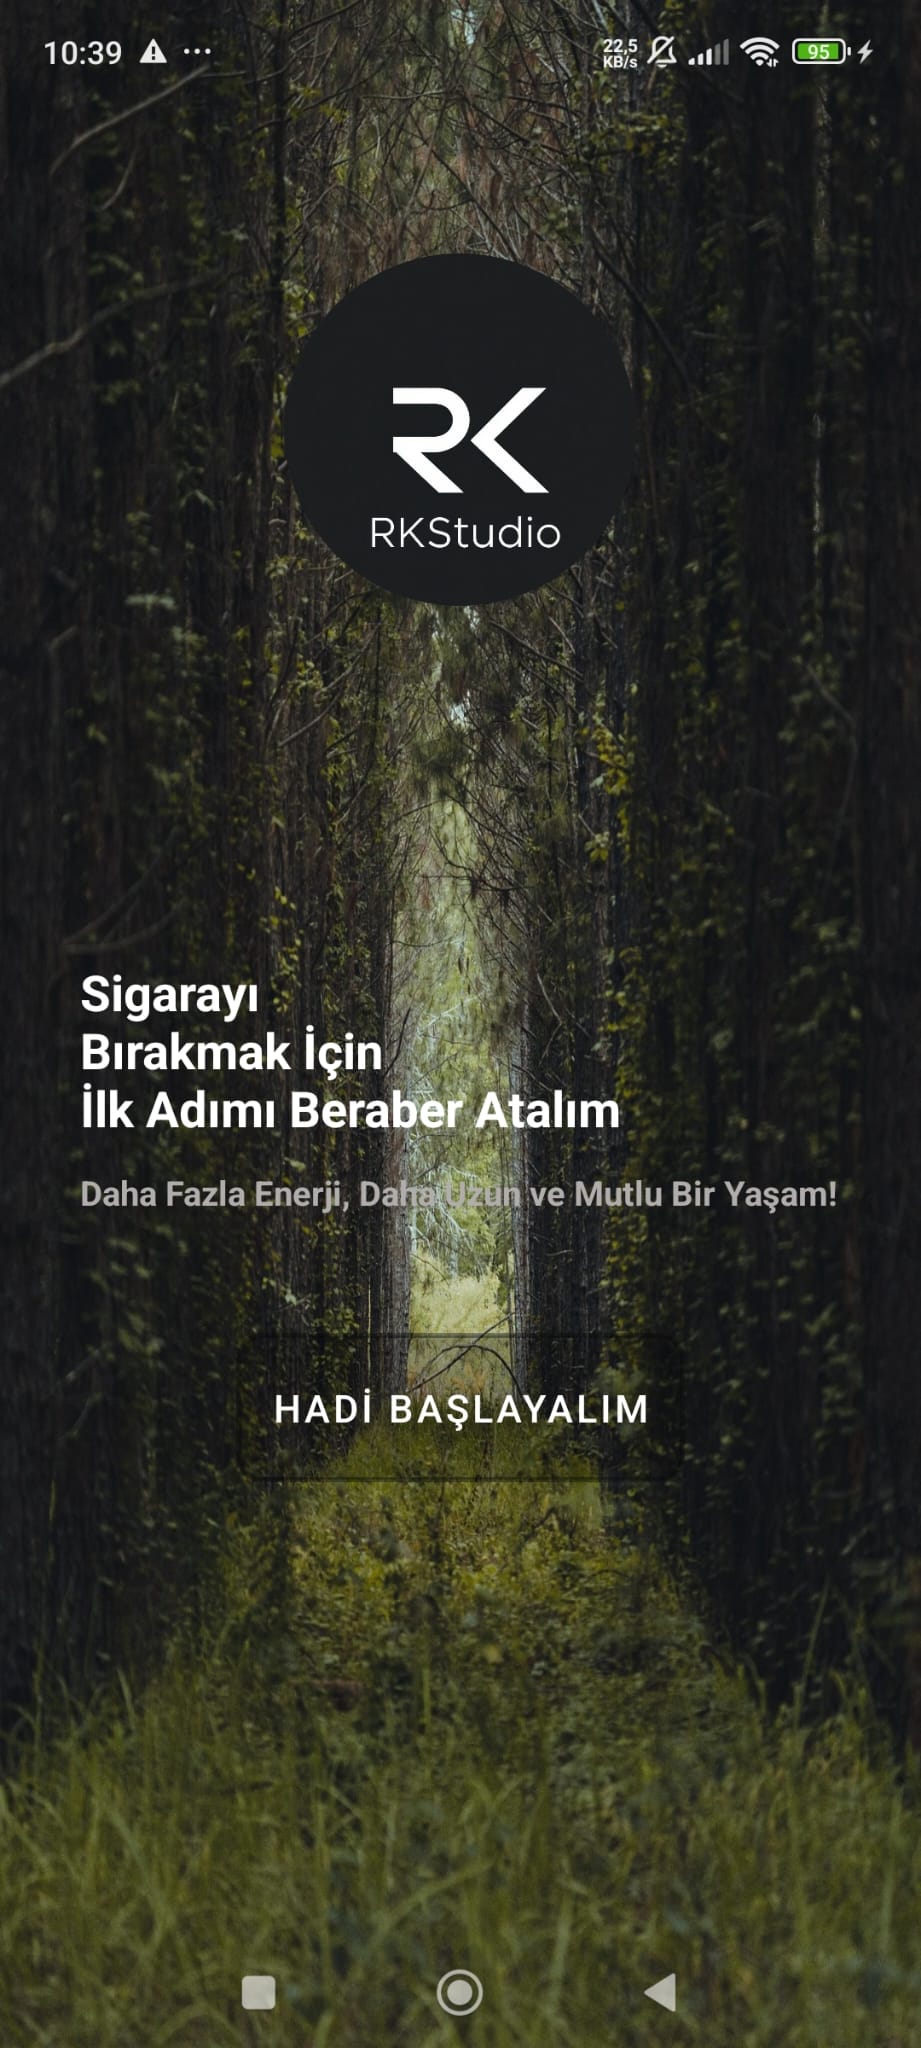 10:39
22,5
KB/s
95
RK
RKStudio
Sigarayı
Bırakmak İçin
İlk Adımı Beraber Atalım
Daha Fazla Enerji, Daha Uzun ve Mutlu Bir Yaşam!
HADİ BAŞLAYALIM